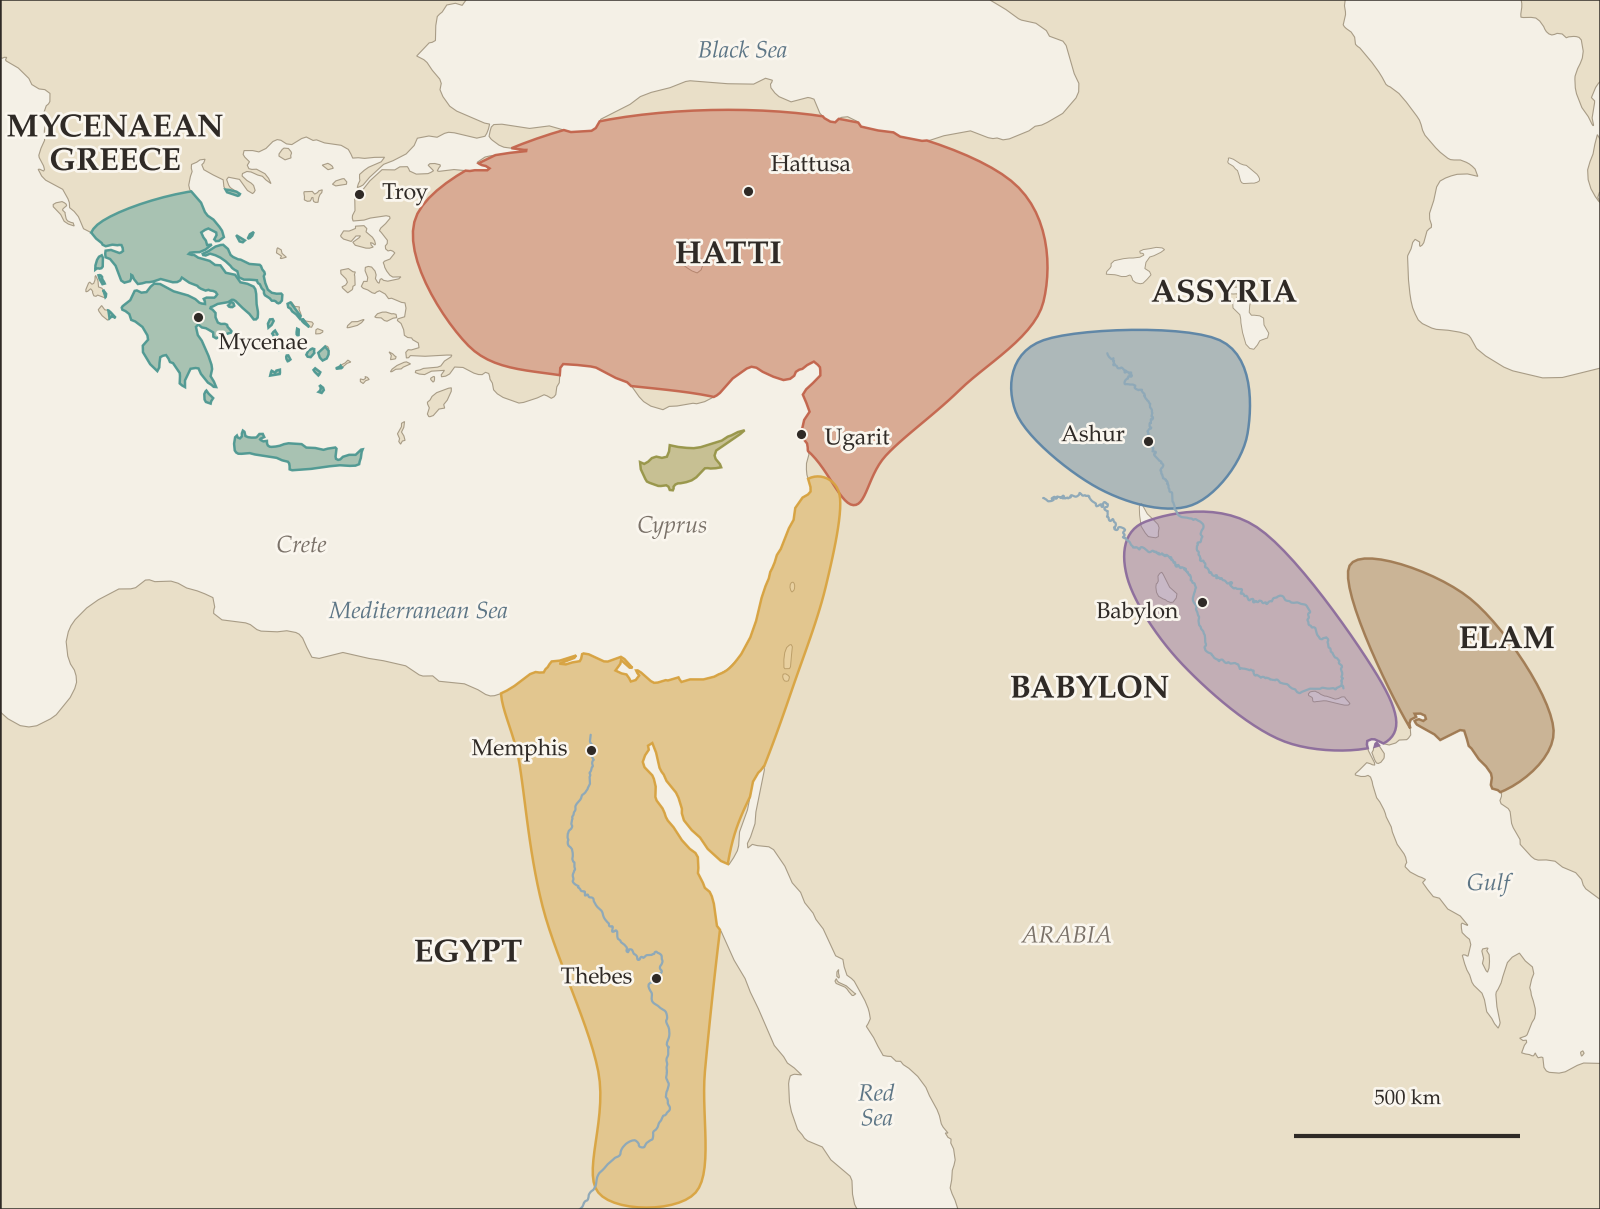 Black Sea
MYCENAEAN
GREECE
Hattusa
Troy
HATTI
ASSYRIA
Mycenae
Ashur
Ugarit
Cyprus
Crete
Mediterranean Sea
Babylon
ELAM
BABYLON
Memphis
Gulf
ARABIA
EGYPT
Thebes
Red
Sea
500 km